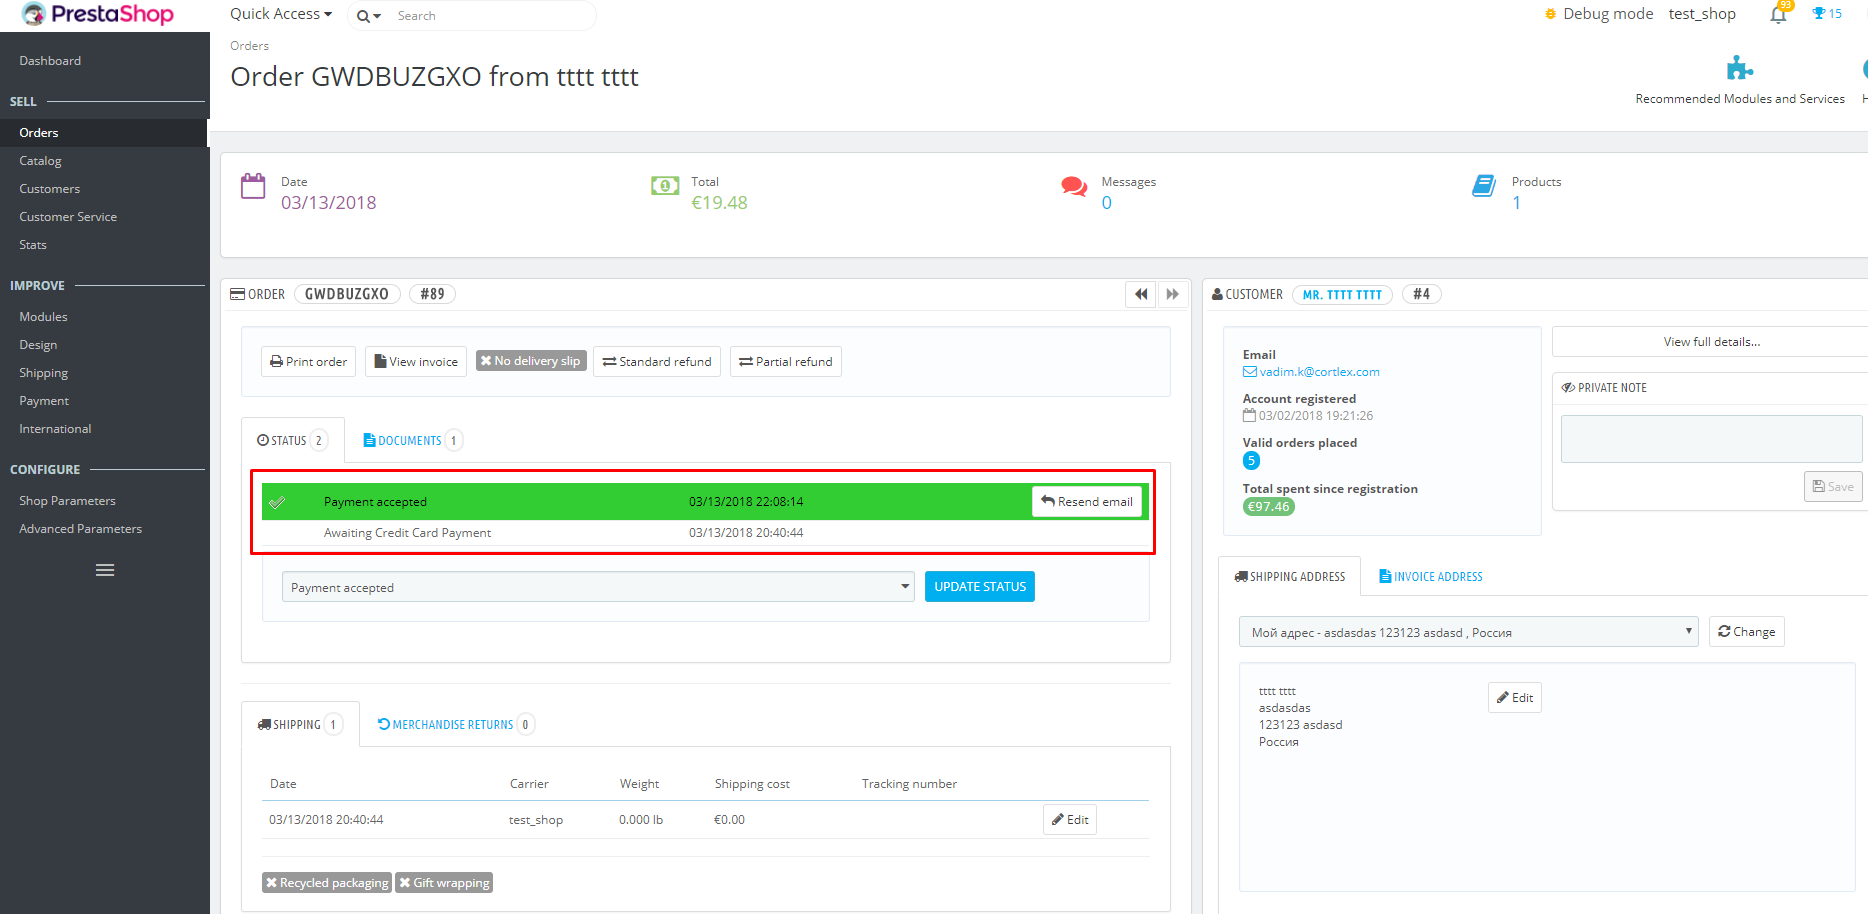 PrestaShop
Quick Access
Search
Debug mode
test_shop
93
15
Dashboard
SELL
Orders
Catalog
Customers
Customer Service
Stats
IMPROVE
Modules
Design
Shipping
Payment
International
CONFIGURE
Shop Parameters
Advanced Parameters
Orders
Order GWDBUZGXO from tttt tttt
Recommended Modules and Services
H
Date
03/13/2018
Total
€19.48
Messages
0
Products
1
ORDER GWDBUZGXO #89
Print order
View invoice
No delivery slip
Standard refund
Partial refund
STATUS 2
DOCUMENTS 1
Payment accepted 03/13/2018 22:08:14 Resend email
Awaiting Credit Card Payment 03/13/2018 20:40:44
Payment accepted
UPDATE STATUS
SHIPPING 1
MERCHANDISE RETURNS 0
Date Carrier Weight Shipping cost Tracking number
03/13/2018 20:40:44 test_shop 0.000 lb €0.00 Edit
Recycled packaging
Gift wrapping
CUSTOMER MR. TTTT TTTT #4
Email
vadim.k@cortlex.com
Account registered
03/02/2018 19:21:26
Valid orders placed
5
Total spent since registration
€97.46
View full details...
PRIVATE NOTE
Save
SHIPPING ADDRESS
INVOICE ADDRESS
Мой адрес - asdasdas 123123 asdasd , Россия
Change
tttt tttt
asdasdas
123123 asdasd
Россия
Edit